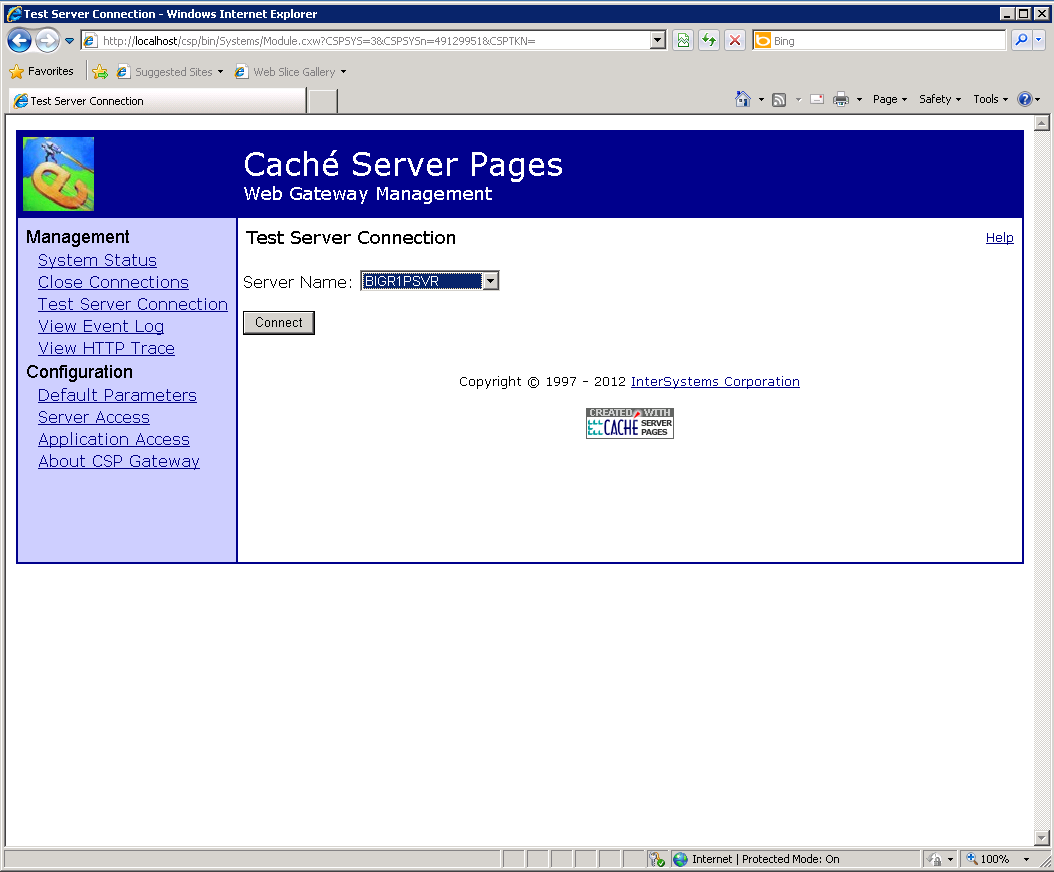 Test Server Connection - Windows Internet Explorer
http://localhost/csp/bin/Systems/Module.cxw?CSPSYS=3&CSPSYSn=49129951&CSPTKN=
Bing
Favorites
Suggested Sites
Web Slice Gallery
Test Server Connection
Page
Safety
Tools
Caché Server Pages
Web Gateway Management
Management
System Status
Close Connections
Test Server Connection
View Event Log
View HTTP Trace
Configuration
Default Parameters
Server Access
Application Access
About CSP Gateway
Test Server Connection
Help
Server Name: BIGR1PSVR
Connect
Copyright © 1997 - 2012 InterSystems Corporation
CREATED WITH
CACHÉ SERVER PAGES
Internet | Protected Mode: On
100%